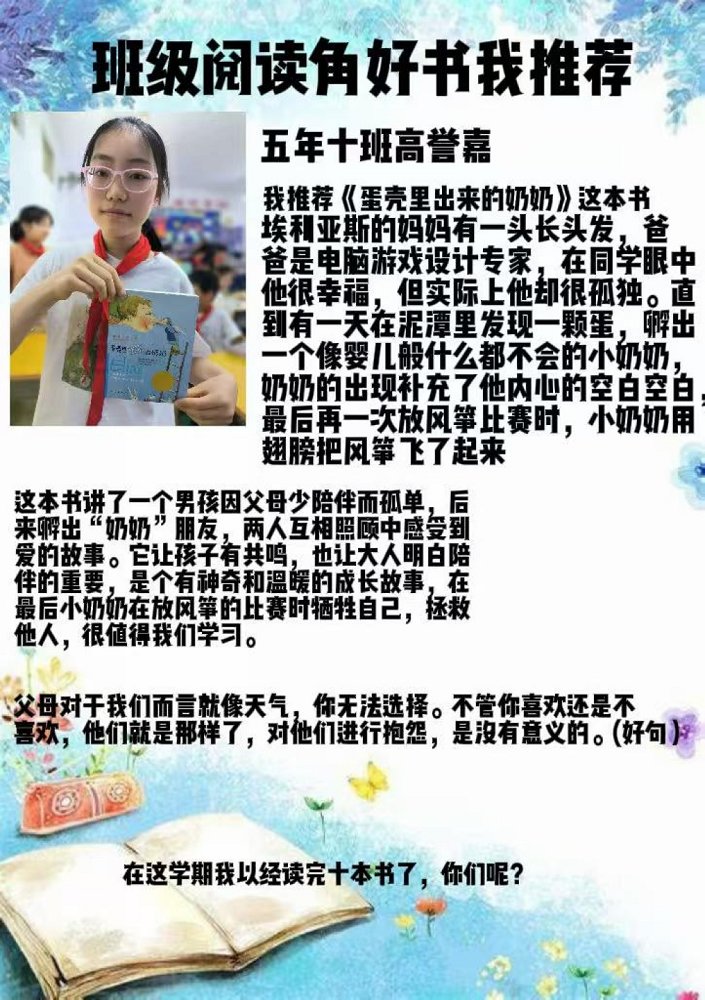 班级阅读角好书我推荐
五年十班高誉嘉
我推荐《蛋壳里出来的奶奶》这本书
埃利亚斯的妈妈有一头长头发，爸
爸是电脑游戏设计专家，在同学眼中
他很幸福，但实际上他却很孤独。直
到有一天在泥潭里发现一颗蛋，孵出
一个像婴儿般什么都不会的小奶奶，
奶奶的出现补充了他内心的空白空白，
最后再一次放风筝比赛时，小奶奶用
翅膀把风筝飞了起来
这本书讲了一个男孩因父母少陪伴而孤单，后
来孵出“奶奶”朋友，两人互相照顾中感受到
爱的故事。它让孩子有共鸣，也让大人明白陪
伴的重要，是个有神奇和温暖的成长故事，在
最后小奶奶在放风筝的比赛时牺牲自己，拯救
他人，很值得我们学习。
父母对于我们而言就像天气，你无法选择。不管你喜欢还是不
喜欢，他们就是那样了，对他们进行抱怨，是没有意义的。（好句）
在这学期我以经读完十本书了，你们呢？